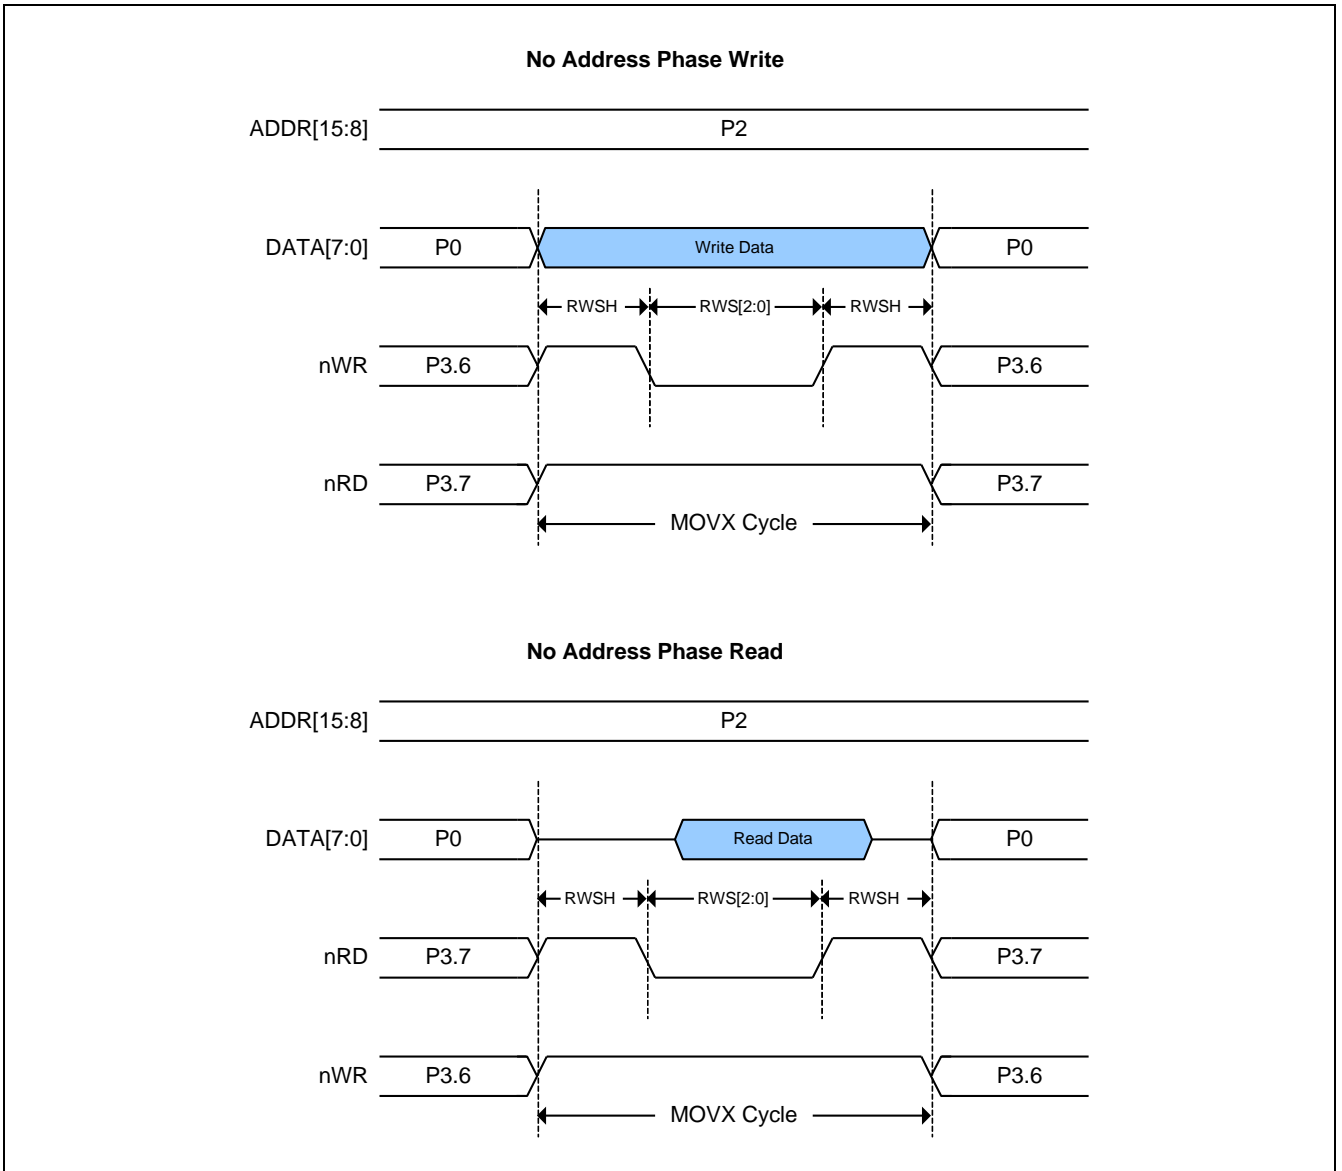 No Address Phase Write
ADDR[15:8] P2
DATA[7:0] P0 Write Data P0
RWSH RWS[2:0] RWSH
nWR P3.6 P3.6
nRD P3.7 P3.7
MOVX Cycle
No Address Phase Read
ADDR[15:8] P2
DATA[7:0] P0 Read Data P0
RWSH RWS[2:0] RWSH
nRD P3.7 P3.7
nWR P3.6 P3.6
MOVX Cycle